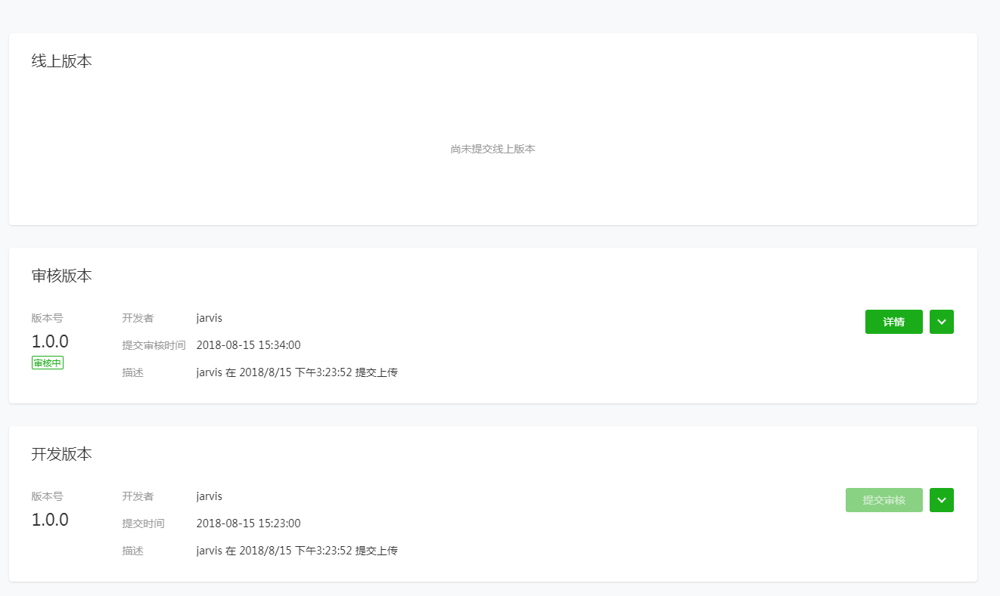 线上版本
尚未提交线上版本
审核版本
版本号
1.0.0
审核中
开发者 jarvis
提交审核时间 2018-08-15 15:34:00
描述 jarvis 在 2018/8/15 下午3:23:52 提交上传
详情
开发版本
版本号
1.0.0
开发者 jarvis
提交时间 2018-08-15 15:23:00
描述 jarvis 在 2018/8/15 下午3:23:52 提交上传
提交审核